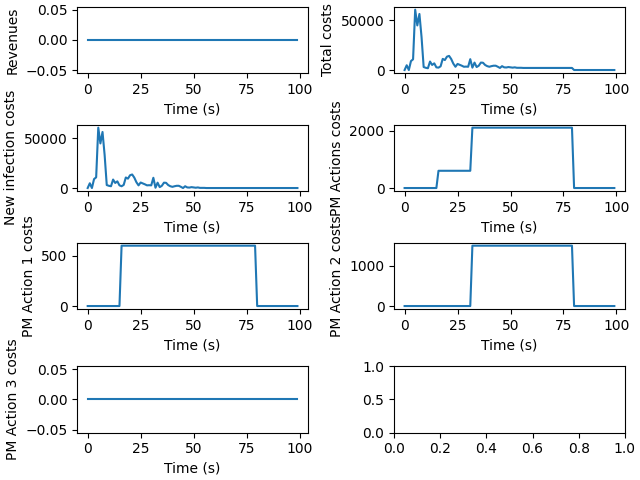 Revenues
0.05
0.00
−0.05
0 25 50 75 100
Time (s)
Total costs
50000
0
0 25 50 75 100
Time (s)
New infection costs
50000
0
0 25 50 75 100
Time (s)
PM Actions costs
2000
0
0 25 50 75 100
Time (s)
PM Action 1 costs
500
0
0 25 50 75 100
Time (s)
PM Action 2 costs
1000
0
0 25 50 75 100
Time (s)
PM Action 3 costs
0.05
0.00
−0.05
0 25 50 75 100
Time (s)
1.0
0.5
0.0
0.0 0.2 0.4 0.6 0.8 1.0